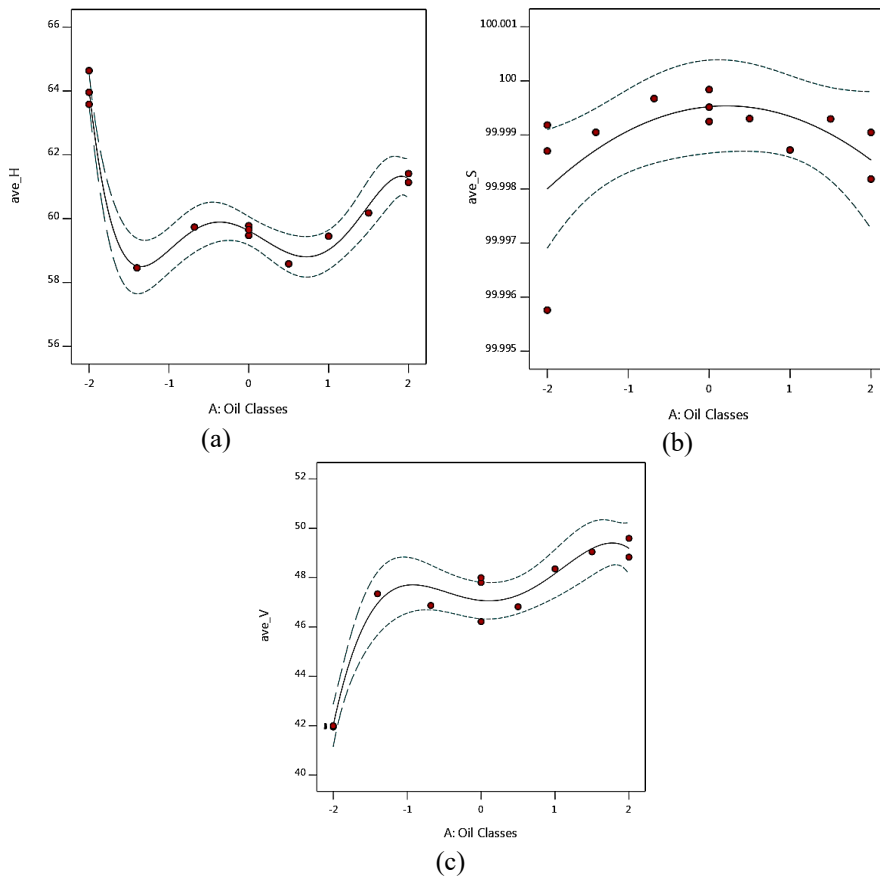 66
64
62
60
58
56
ave_H
-2 -1 0 1 2
A: Oil Classes
(a)
100.001
100
99.999
99.998
99.997
99.996
99.995
ave_S
-2 -1 0 1 2
A: Oil Classes
(b)
52
50
48
46
44
42
40
ave_V
-2 -1 0 1 2
A: Oil Classes
(c)